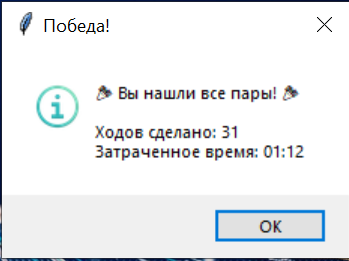 Победа!
🎉 Вы нашли все пары! 🎉
Ходов сделано: 31
Затраченное время: 01:12
OK